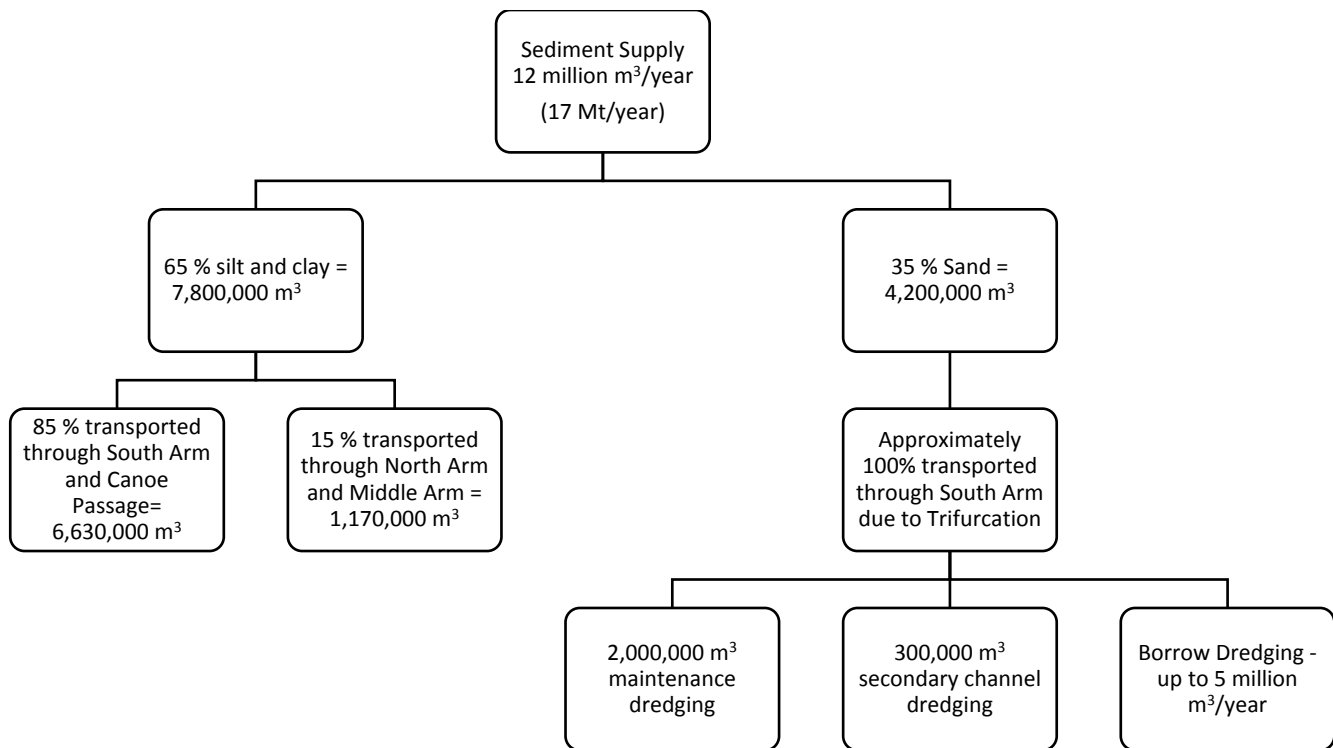 Sediment Supply
12 million m³/year
(17 Mt/year)
65 % silt and clay =
7,800,000 m³
35 % Sand =
4,200,000 m³
85 % transported
through South Arm
and Canoe
Passage=
6,630,000 m³
15 % transported
through North Arm
and Middle Arm =
1,170,000 m³
Approximately
100% transported
through South Arm
due to Trifurcation
2,000,000 m³
maintenance
dredging
300,000 m³
secondary channel
dredging
Borrow Dredging -
up to 5 million
m³/year